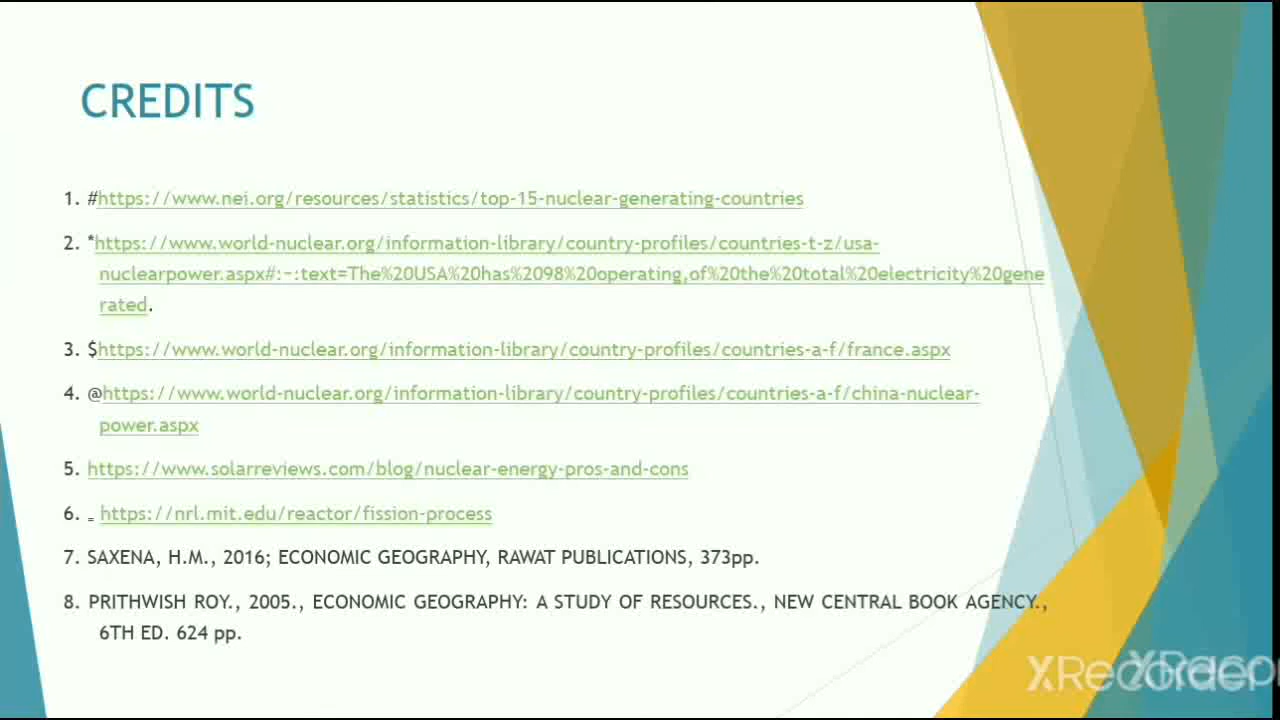 CREDITS
1. #https://www.nei.org/resources/statistics/top-15-nuclear-generating-countries
2. *https://www.world-nuclear.org/information-library/country-profiles/countries-t-z/usa-
nuclearpower.aspx#:~:text=The%20USA%20has%2098%20operating,of%20the%20total%20electricity%20gene
rated.
3. $https://www.world-nuclear.org/information-library/country-profiles/countries-a-f/france.aspx
4. @https://www.world-nuclear.org/information-library/country-profiles/countries-a-f/china-nuclear-
power.aspx
5. https://www.solarreviews.com/blog/nuclear-energy-pros-and-cons
6. = https://nrl.mit.edu/reactor/fission-process
7. SAXENA, H.M., 2016; ECONOMIC GEOGRAPHY, RAWAT PUBLICATIONS, 373pp.
8. PRITHWISH ROY., 2005., ECONOMIC GEOGRAPHY: A STUDY OF RESOURCES., NEW CENTRAL BOOK AGENCY.,
6TH ED. 624 pp.
XRecorder